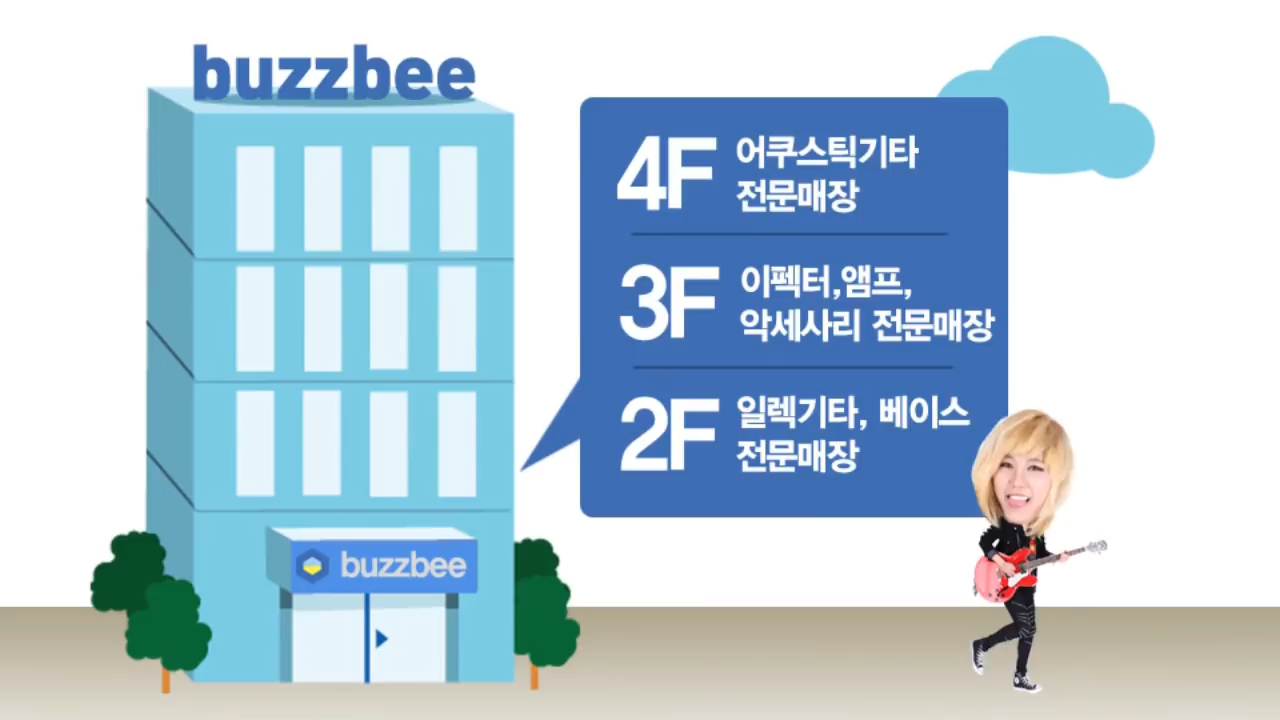 buzzbee
4F 어쿠스틱기타
전문매장
3F 이펙터,앰프,
악세사리 전문매장
2F 일렉기타, 베이스
전문매장
buzzbee